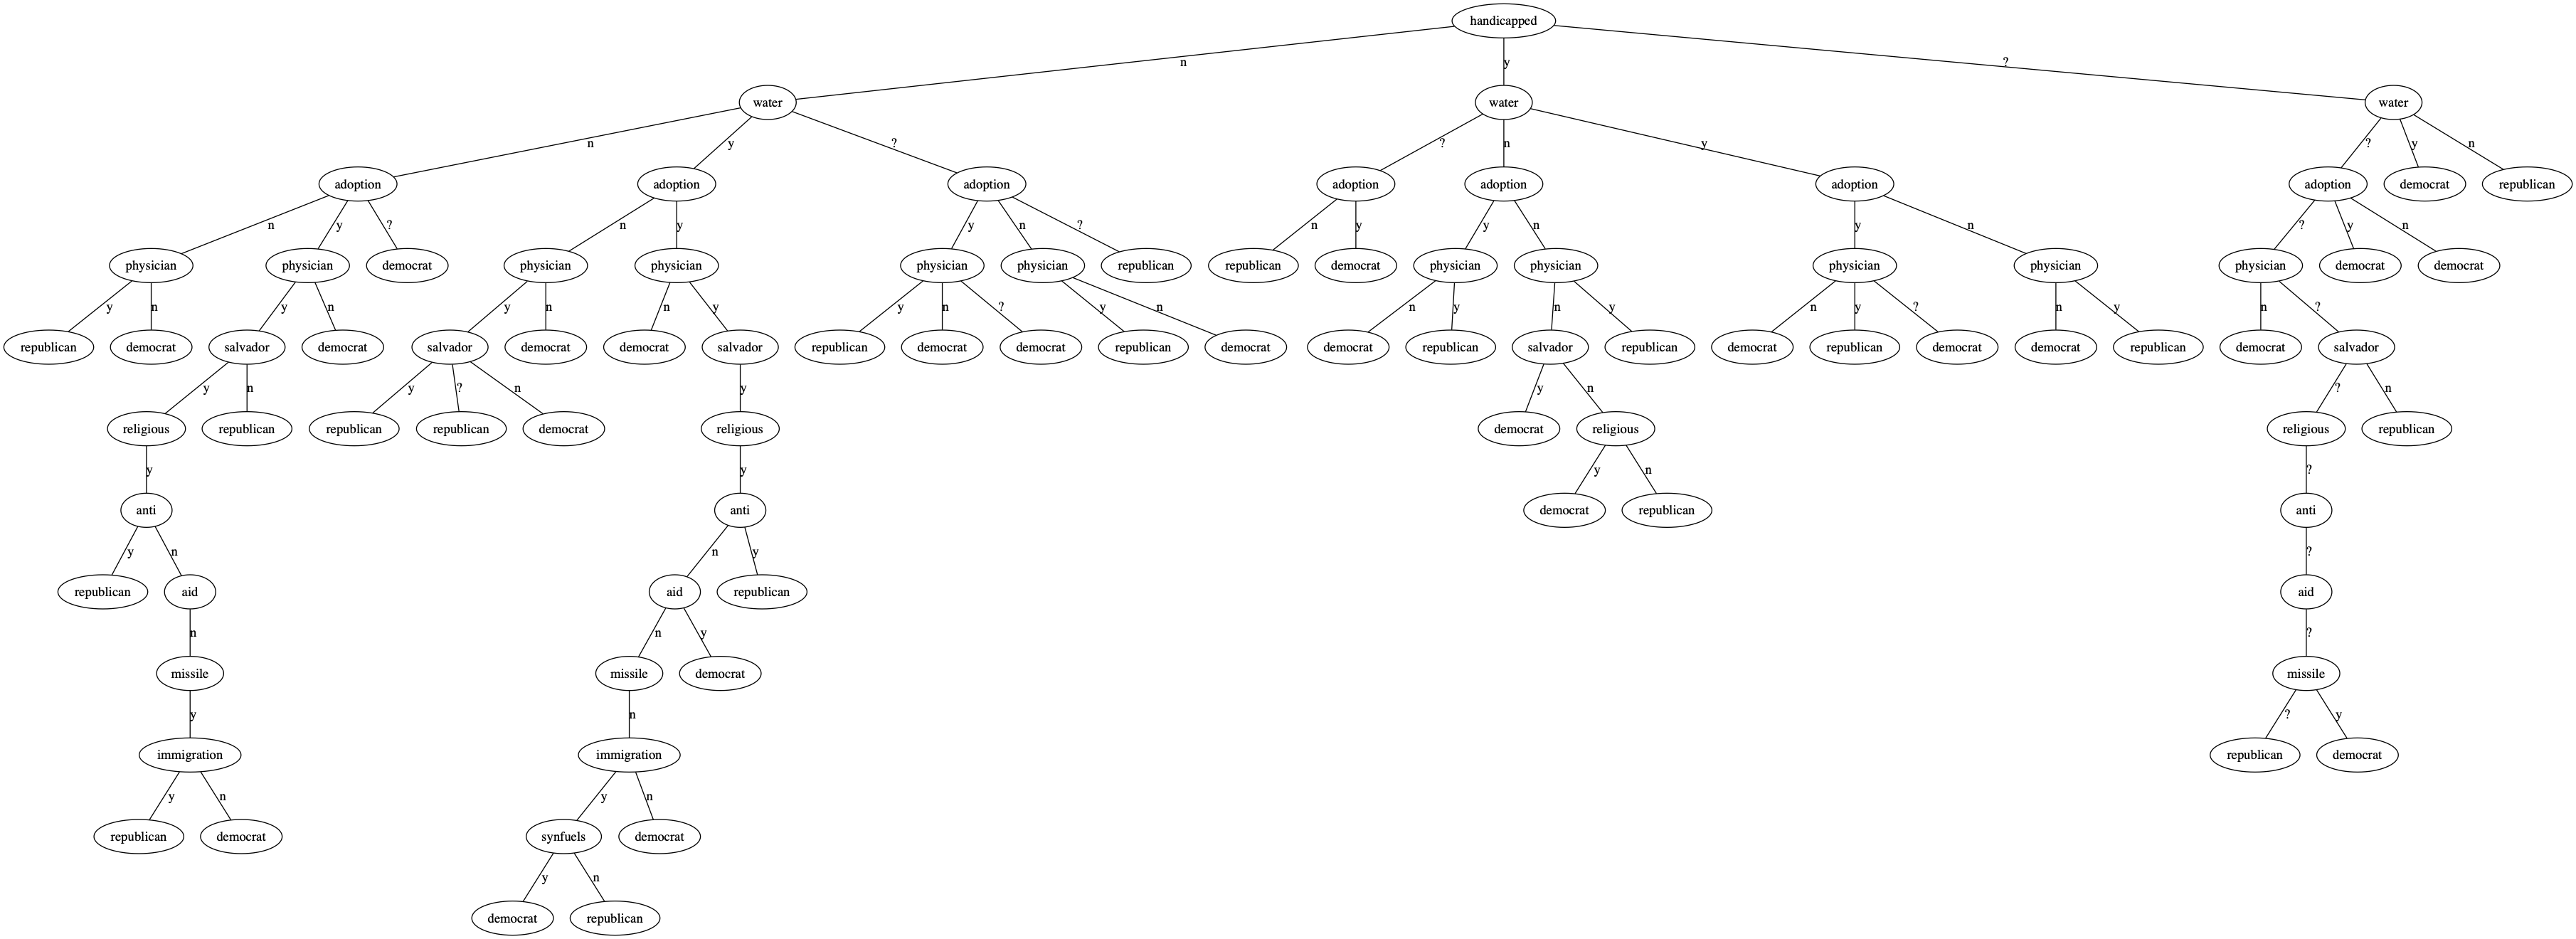 handicapped
n y ?
water water water
n y ? ? n y ? y n
adoption adoption adoption adoption adoption adoption adoption democrat republican
n y ? n y y n ? n y y n y n ? y n
physician physician democrat physician physician physician physician republican republican democrat physician physician physician physician physician democrat democrat
y n y n y n n y y n ? y n n y n y n y ? n y n ?
republican democrat salvador democrat salvador democrat democrat salvador republican democrat democrat republican democrat democrat republican salvador republican democrat republican democrat democrat republican democrat salvador
y n y ? n y y n ? n
religious republican republican republican democrat religious democrat religious religious republican
y y y n ?
anti anti democrat republican anti
y n n y ?
republican aid aid republican aid
n n y ?
missile missile democrat missile
y n ? y
immigration immigration republican democrat
y n y n
republican democrat synfuels democrat
y n
democrat republican